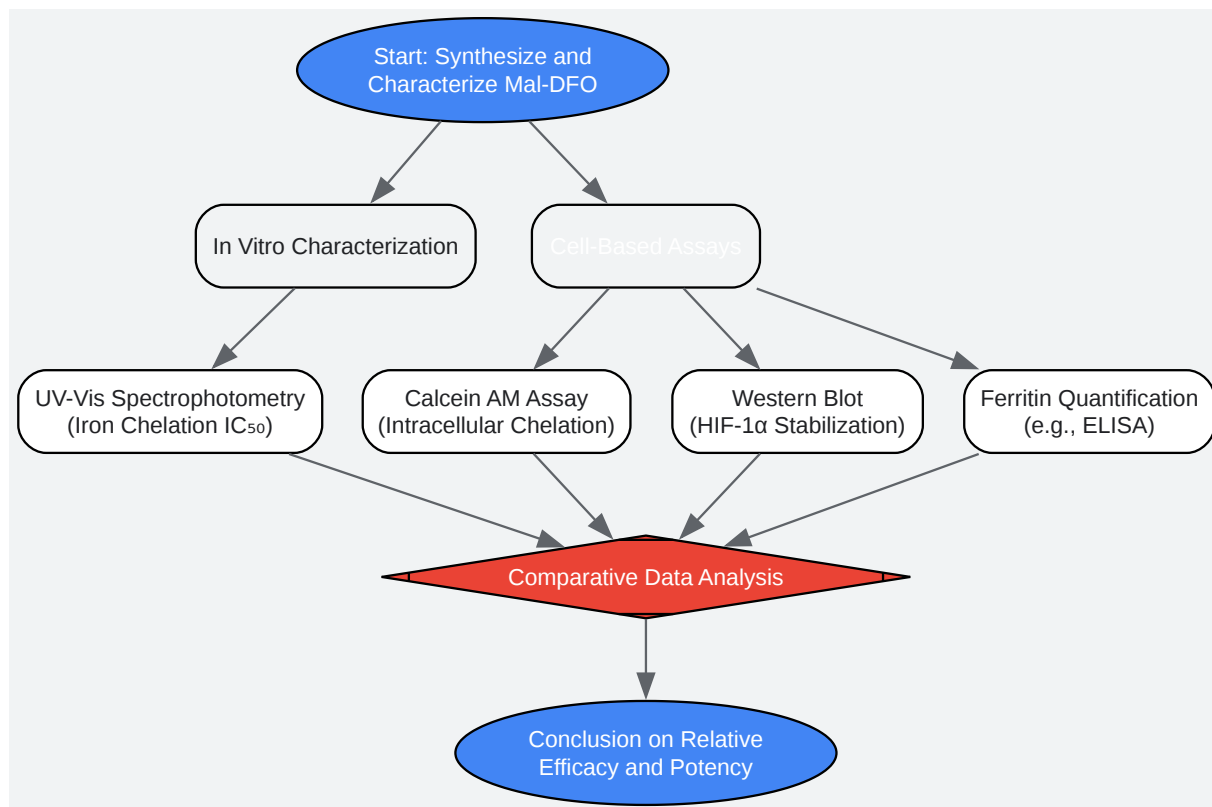 Start: Synthesize and
Characterize Mal-DFO
In Vitro Characterization
Cell-Based Assays
UV-Vis Spectrophotometry
(Iron Chelation IC₅₀)
Calcein AM Assay
(Intracellular Chelation)
Western Blot
(HIF-1α Stabilization)
Ferritin Quantification
(e.g., ELISA)
Comparative Data Analysis
Conclusion on Relative
Efficacy and Potency